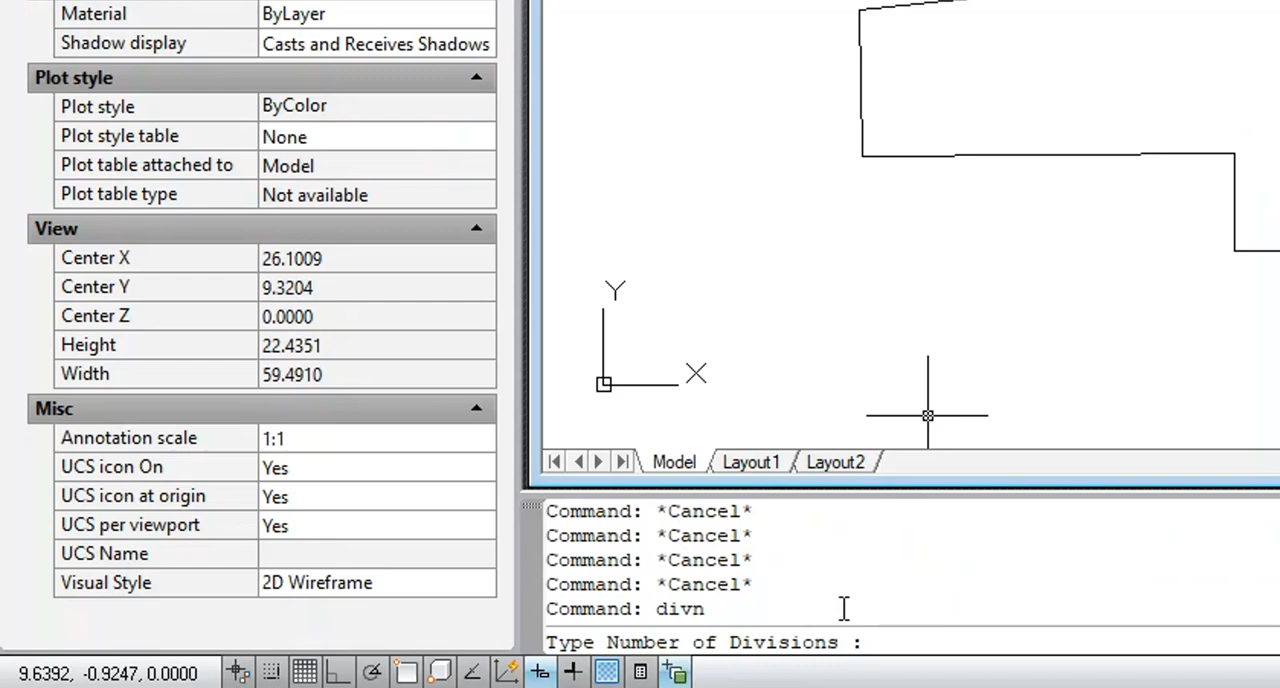 Material ByLayer
Shadow display Casts and Receives Shadows
Plot style
Plot style ByColor
Plot style table None
Plot table attached to Model
Plot table type Not available
View
Center X 26.1009
Center Y 9.3204
Center Z 0.0000
Height 22.4351
Width 59.4910
Misc
Annotation scale 1:1
UCS icon On Yes
UCS icon at origin Yes
UCS per viewport Yes
UCS Name
Visual Style 2D Wireframe
9.6392, -0.9247, 0.0000
Y
X
Model Layout1 Layout2
Command: *Cancel*
Command: *Cancel*
Command: *Cancel*
Command: *Cancel*
Command: divn
Type Number of Divisions :